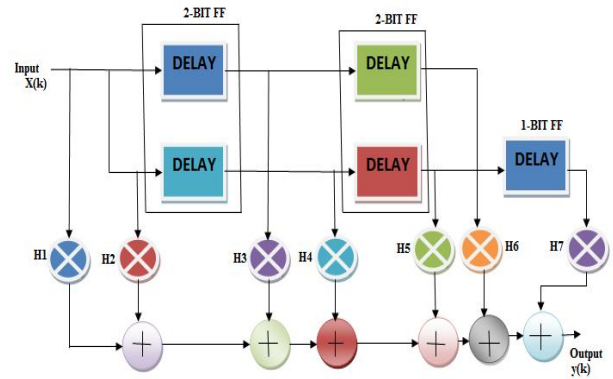 2-BIT FF
2-BIT FF
Input
X(k)
DELAY
DELAY
1-BIT FF
DELAY
DELAY
DELAY
H1
H2
H3
H4
H5
H6
H7
+
+
+
+
+
+
Output
y(k)